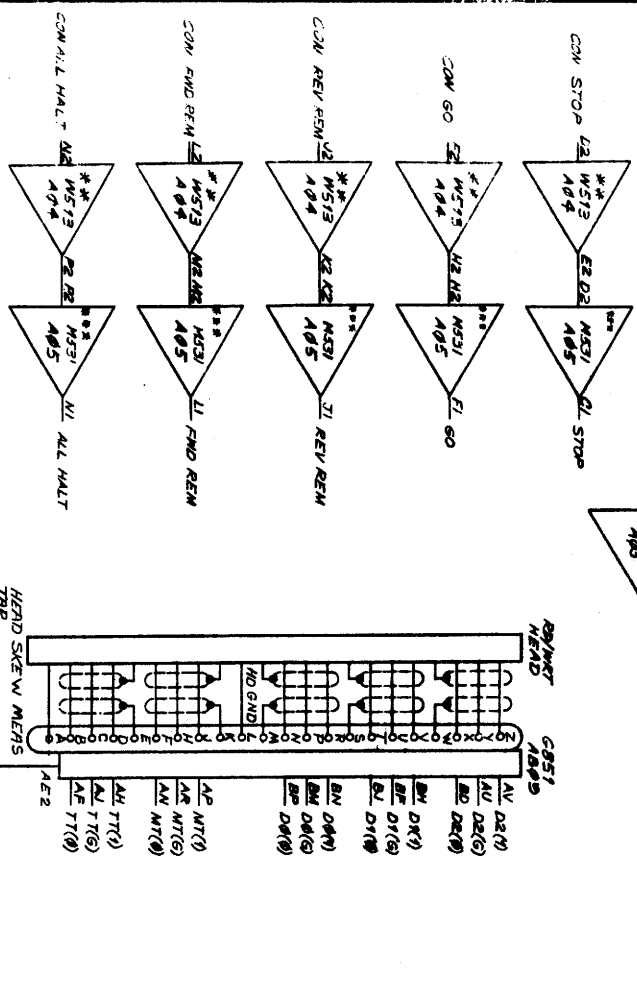 CON STOP U2
** W513 A04
E2 D2
*** M531 A05
C1 STOP
CON GO F2
** W513 A04
H2 H2
*** M531 A05
F1 GO
CON REV REM J2
** W513 A04
K2 K2
*** M531 A05
J1 REV REM
CON FWD REM L2
** W513 A04
M2 M2
*** M531 A05
L1 FWD REM
CON ALL HALT N2
** W513 A04
P2 P2
*** M531 A05
N1 ALL HALT
A05
RD/WRT HEAD
G851 AB09
HD GND
Z Y X W V U T S R P N M L K J H F E D C B A
AV D2(1)
AU D2(G)
BD D2(0)
BH D1(1)
BF D1(G)
BJ D1(0)
BN D0(1)
BM D0(G)
BP D0(0)
AP MT(1)
AR MT(G)
AN MT(0)
AH TT(1)
AJ TT(G)
AF TT(0)
AE2
HEAD SKEW MEAS
TAP